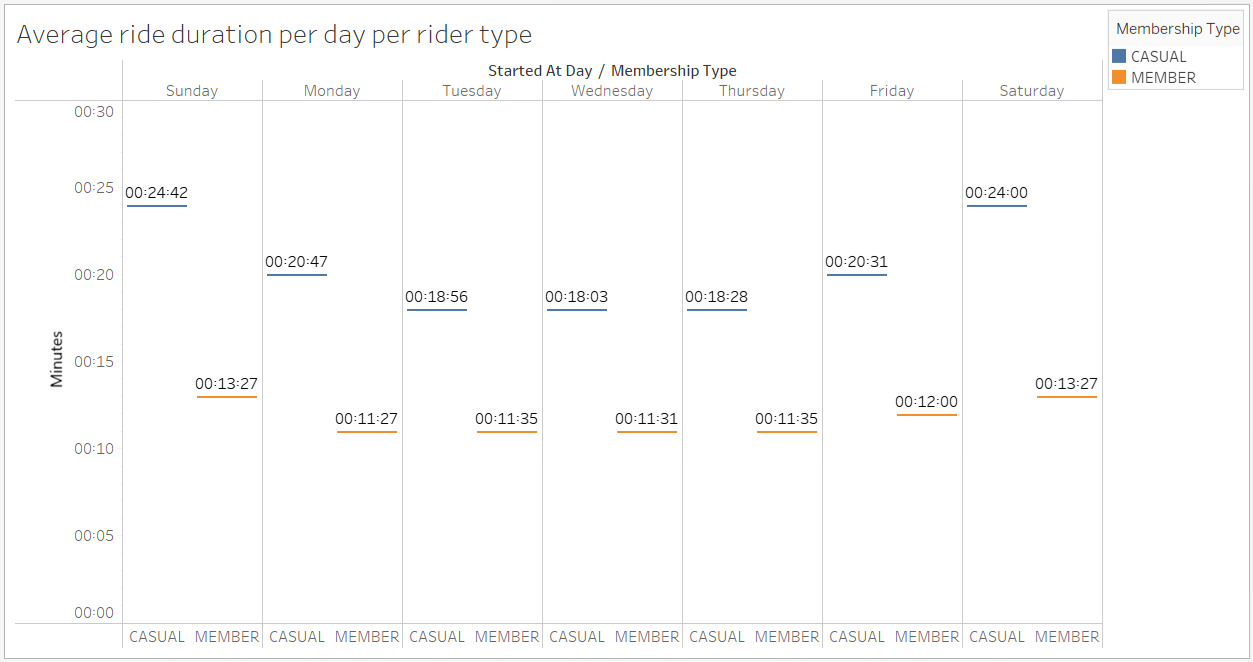 Average ride duration per day per rider type
Membership Type
CASUAL
MEMBER
Started At Day / Membership Type
Sunday Monday Tuesday Wednesday Thursday Friday Saturday
Minutes
00:30
00:25
00:20
00:15
00:10
00:05
00:00
00:24:42
00:13:27
00:20:47
00:11:27
00:18:56
00:11:35
00:18:03
00:11:31
00:18:28
00:11:35
00:20:31
00:12:00
00:24:00
00:13:27
CASUAL MEMBER CASUAL MEMBER CASUAL MEMBER CASUAL MEMBER CASUAL MEMBER CASUAL MEMBER CASUAL MEMBER